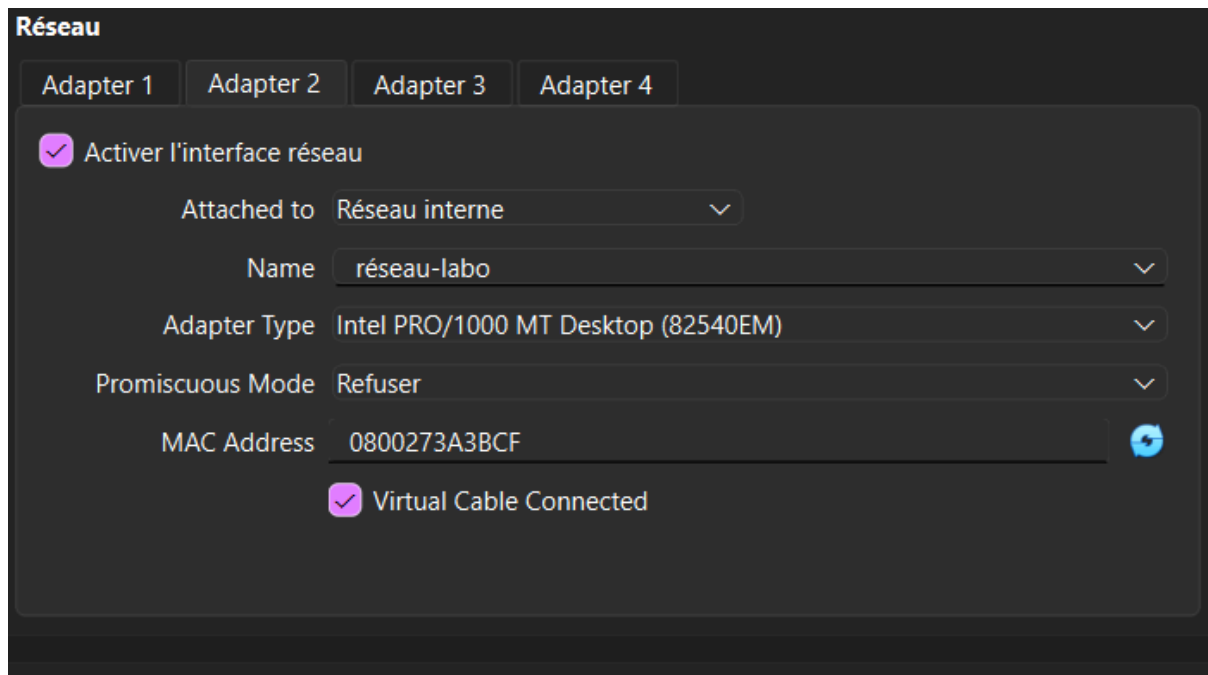 Réseau
Adapter 1 Adapter 2 Adapter 3 Adapter 4
Activer l'interface réseau
Attached to Réseau interne
Name réseau-labo
Adapter Type Intel PRO/1000 MT Desktop (82540EM)
Promiscuous Mode Refuser
MAC Address 0800273A3BCF
Virtual Cable Connected